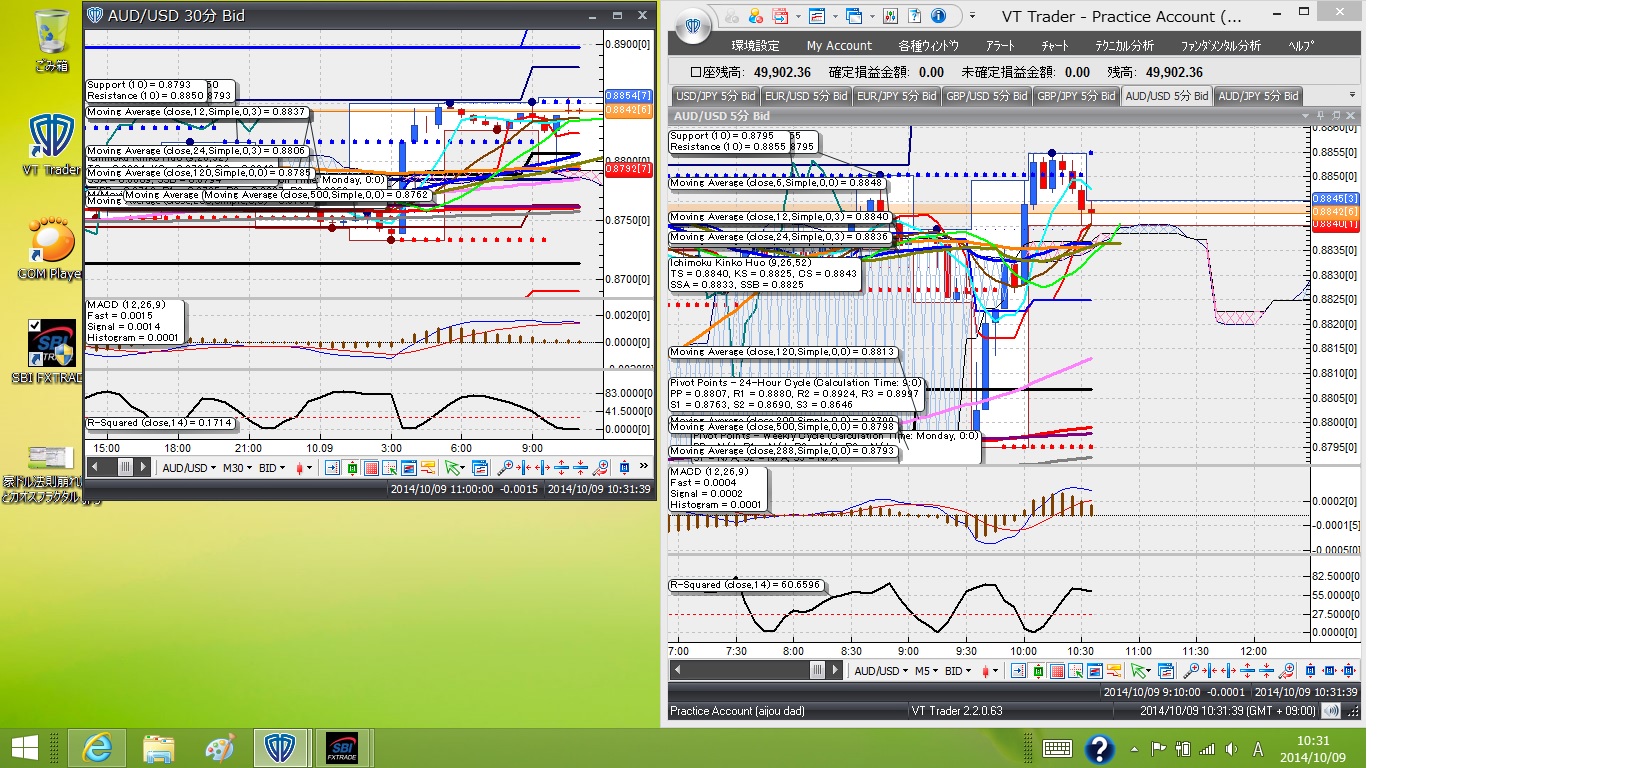 ごみ箱
VT Trader
GOM Playe
SBI FXTRAD
AUD/USD 30分 Bid
Support (10) = 0.8793
50
Resistance (10) = 0.8850
8793
Moving Average (close,12,Simple,0,3) = 0.8837
Moving Average (close,24,Simple,0,3) = 0.8806
Moving Average (close,120,Simple,0,0) = 0.8785
Monday, 0:0)
Moving Average (close,500,Simple,0,0) = 0.8762
0.8900[0]
0.8854[7]
0.8842[6]
0.8800[0]
0.8792[7]
0.8750[0]
0.8700[0]
MACD (12,26,9)
Fast = 0.0015
Signal = 0.0014
Histogram = 0.0001
0.0020[0]
0.0000[0]
R-Squared (close,14) = 0.1714
83.0000[0
41.5000[0
0.0000[0]
15:00 18:00 21:00 10.09 3:00 6:00 9:00
AUD/USD M30 BID
2014/10/09 11:00:00 -0.0015 2014/10/09 10:31:39
VT Trader - Practice Account (...
環境設定 My Account 各種ウィンドウ アラート チャート テクニカル分析 ファンダメンタル分析 ヘルプ
口座残高: 49,902.36 確定損益金額: 0.00 未確定損益金額: 0.00 残高: 49,902.36
USD/JPY 5分 Bid EUR/USD 5分 Bid EUR/JPY 5分 Bid GBP/USD 5分 Bid GBP/JPY 5分 Bid AUD/USD 5分 Bid AUD/JPY 5分 Bid
AUD/USD 5分 Bid
Support (10) = 0.8795
55
Resistance (10) = 0.8855
8795
Moving Average (close,6,Simple,0,0) = 0.8848
Moving Average (close,12,Simple,0,3) = 0.8840
Moving Average (close,24,Simple,0,3) = 0.8836
Ichimoku Kinko Huo (9,26,52)
TS = 0.8840, KS = 0.8825, CS = 0.8843
SSA = 0.8833, SSB = 0.8825
Moving Average (close,120,Simple,0,0) = 0.8813
Pivot Points - 24-Hour Cycle (Calculation Time: 9:0)
PP = 0.8807, R1 = 0.8880, R2 = 0.8924, R3 = 0.8997
S1 = 0.8763, S2 = 0.8690, S3 = 0.8646
Moving Average (close,500,Simple,0,0) = 0.8798
Pivot Points - Weekly Cycle (Calculation Time: Monday, 0:0)
Moving Average (close,288,Simple,0,0) = 0.8793
0.8860[0]
0.8855[0]
0.8850[0]
0.8845[3]
0.8842[6]
0.8840[1]
0.8835[0]
0.8830[0]
0.8825[0]
0.8820[0]
0.8815[0]
0.8810[0]
0.8805[0]
0.8800[0]
0.8795[0]
MACD (12,26,9)
Fast = 0.0004
Signal = 0.0002
Histogram = 0.0001
0.0002[0]
-0.0001[5]
-0.0005[0]
R-Squared (close,14) = 60.6596
82.5000[0
55.0000[0
27.5000[0
0.0000[0]
7:00 7:30 8:00 8:30 9:00 9:30 10:00 10:30 11:00 11:30 12:00
AUD/USD M5 BID
2014/10/09 9:10:00 -0.0001 2014/10/09 10:31:39
Practice Account (aijou dad) VT Trader 2.2.0.63 2014/10/09 10:31:39 (GMT + 09:00)
SBI
FXTRADE
A
10:31
2014/10/09